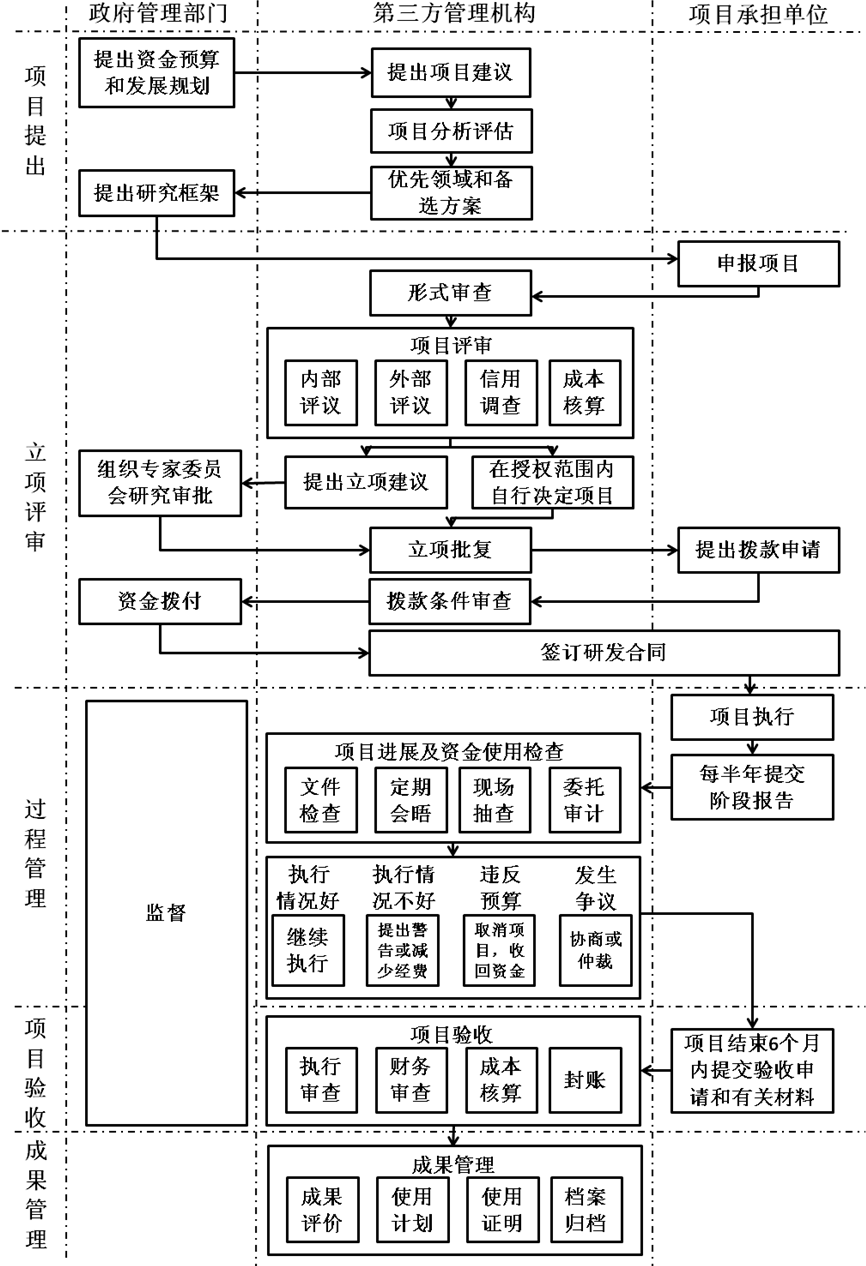 政府管理部门
第三方管理机构
项目承担单位
项目提出
提出资金预算
和发展规划
提出项目建议
项目分析评估
优先领域和备
选方案
提出研究框架
立项评审
申报项目
形式审查
项目评审
内部
评议
外部
评议
信用
调查
成本
核算
组织专家委员
会研究审批
提出立项建议
在授权范围内
自行决定项目
立项批复
提出拨款申请
资金拨付
拨款条件审查
签订研发合同
过程管理
监督
项目执行
每半年提交
阶段报告
项目进展及资金使用检查
文件
检查
定期
会晤
现场
抽查
委托
审计
执行
情况好
执行情
况不好
违反
预算
发生
争议
继续
执行
提出警
告或减
少经费
取消项
目，收
回资金
协商或
仲裁
项目验收
项目验收
执行
审查
财务
审查
成本
核算
封账
项目结束6个月
内提交验收申
请和有关材料
成果管理
成果管理
成果
评价
使用
计划
使用
证明
档案
归档